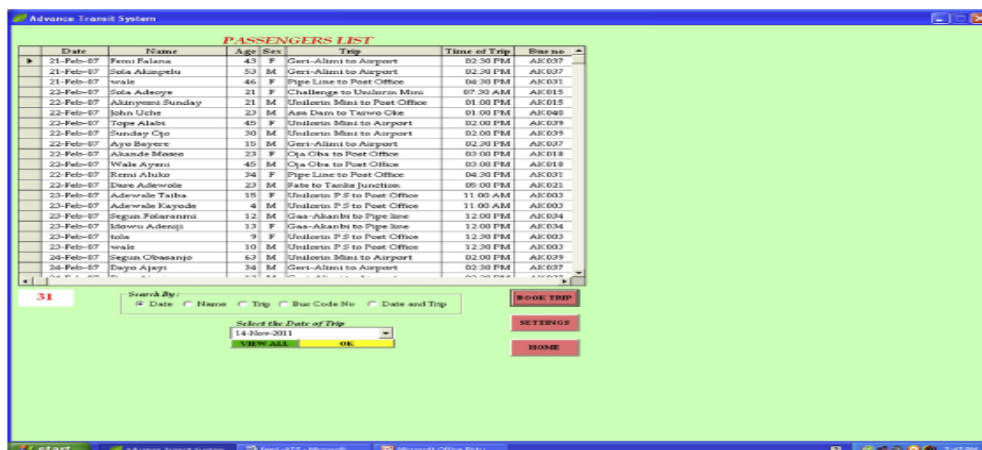 Advance Transit System
PASSENGERS LIST
Date Name Age Sex Trip Time of Trip Bus no
21-Feb-07 Femi Falana 43 F Geri-Alimi to Airport 02:30 PM AK037
21-Feb-07 Sola Akinpelu 53 M Geri-Alimi to Airport 02:30 PM AK037
21-Feb-07 wale 46 F Pipe Line to Post Office 04:30 PM AK031
22-Feb-07 Sola Adeoye 21 F Challenge to Unilorin Mini 07:30 AM AK015
22-Feb-07 Akinyemi Sunday 21 M Unilorin Mini to Post Office 01:00 PM AK015
22-Feb-07 John Uche 23 M Asa Dam to Taiwo Oke 01:00 PM AK040
22-Feb-07 Tope Alabi 45 F Unilorin Mini to Airport 02:00 PM AK039
22-Feb-07 Sunday Ojo 30 M Unilorin Mini to Airport 02:00 PM AK039
22-Feb-07 Ayo Bayere 15 M Geri-Alimi to Airport 02:30 PM AK037
22-Feb-07 Akande Moses 23 F Oja Oba to Post Office 03:00 PM AK018
22-Feb-07 Wale Ayeni 45 M Oja Oba to Post Office 03:00 PM AK018
22-Feb-07 Remi Aluko 34 F Pipe Line to Post Office 04:30 PM AK031
22-Feb-07 Dare Adewole 23 M Fate to Tanke Junction 05:00 PM AK021
23-Feb-07 Adewale Taiba 15 F Unilorin P.S to Post Office 11:00 AM AK003
23-Feb-07 Adewale Kayode 4 M Unilorin P.S to Post Office 11:00 AM AK003
23-Feb-07 Segun Folaranmi 12 M Gaa-Akanbi to Pipe line 12:00 PM AK034
23-Feb-07 Idowu Adeniji 13 F Gaa-Akanbi to Pipe line 12:00 PM AK034
23-Feb-07 tola 9 F Unilorin P.S to Post Office 12:30 PM AK003
23-Feb-07 wale 10 M Unilorin P.S to Post Office 12:30 PM AK003
24-Feb-07 Segun Obasanjo 63 M Unilorin Mini to Airport 02:00 PM AK039
24-Feb-07 Dayo Ajayi 34 M Geri-Alimi to Airport 02:30 PM AK037
31
Search By :
Date Name Trip Bus Code No Date and Trip
Select the Date of Trip
14-Nov-2011
VIEW ALL OK
BOOK TRIP
SETTINGS
HOME
start Advance Transit System Microsoft Office 7:47 PM